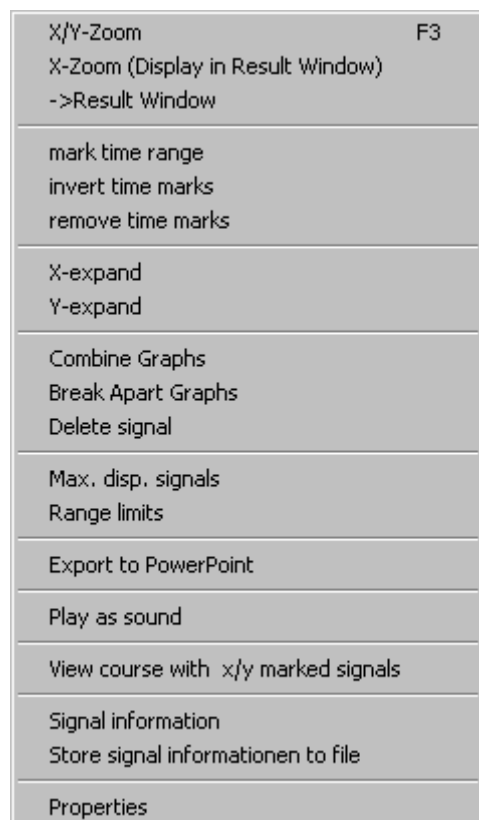 X/Y-Zoom F3
X-Zoom (Display in Result Window)
->Result Window
mark time range
invert time marks
remove time marks
X-expand
Y-expand
Combine Graphs
Break Apart Graphs
Delete signal
Max. disp. signals
Range limits
Export to PowerPoint
Play as sound
View course with  x/y marked signals
Signal information
Store signal informationen to file
Properties